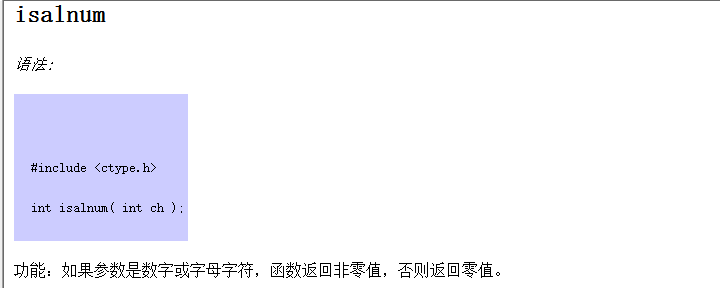 isalnum
语法:
#include <ctype.h>
int isalnum( int ch );
功能：如果参数是数字或字母字符，函数返回非零值，否则返回零值。